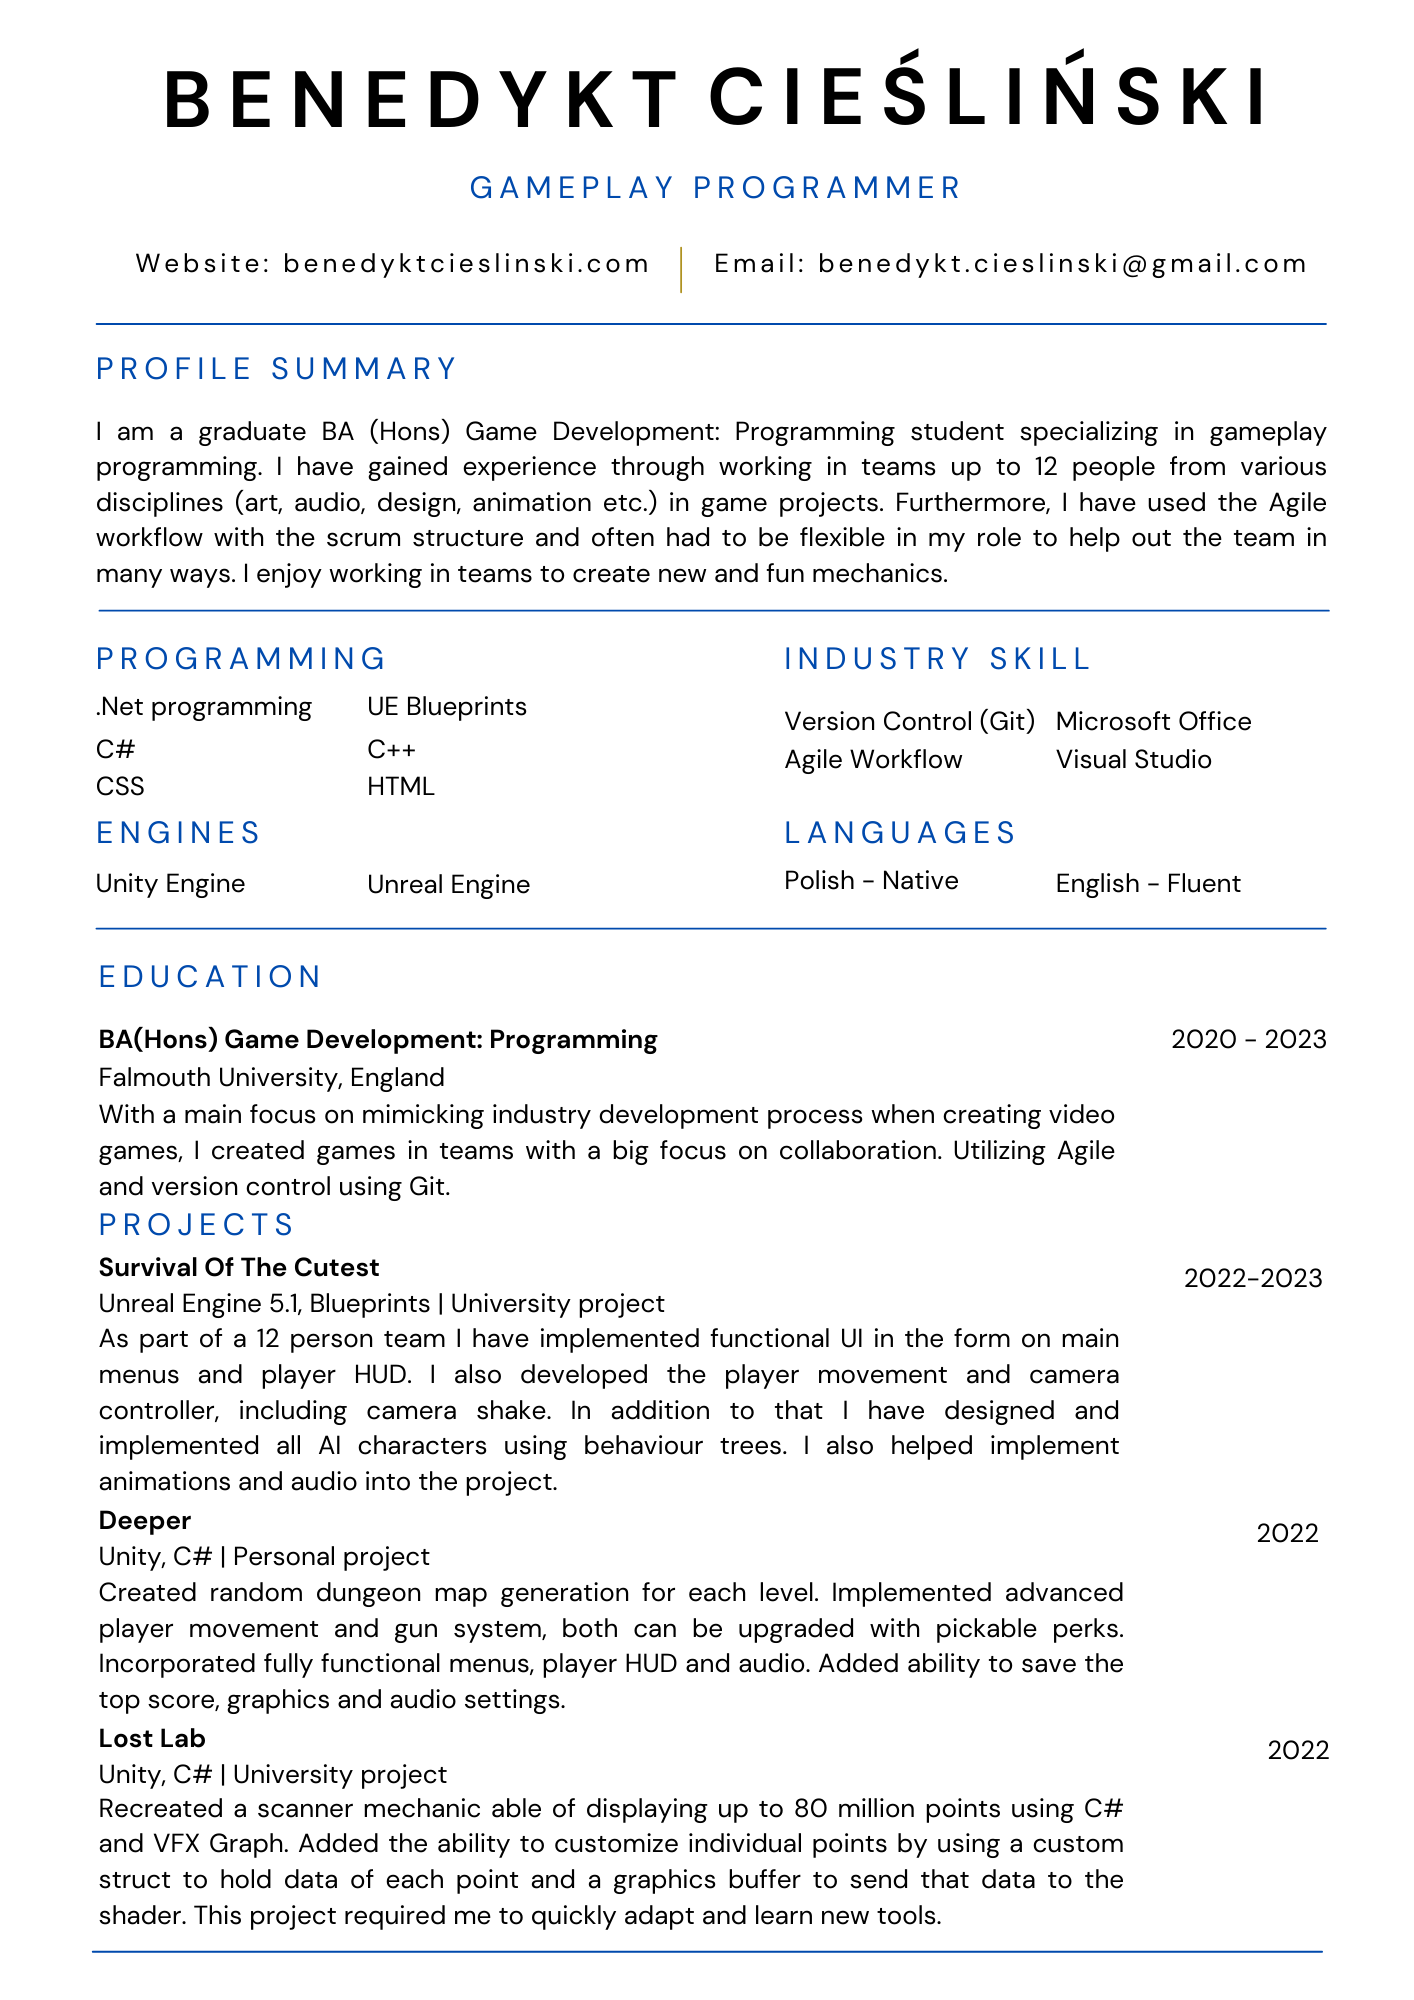 BENEDYKT CIEŚLIŃSKI
GAMEPLAY PROGRAMMER
Website: benedyktcieslinski.com Email: benedykt.cieslinski@gmail.com
PROFILE SUMMARY
I am a graduate BA (Hons) Game Development: Programming student specializing in gameplay
programming. I have gained experience through working in teams up to 12 people from various
disciplines (art, audio, design, animation etc.) in game projects. Furthermore, I have used the Agile
workflow with the scrum structure and often had to be flexible in my role to help out the team in
many ways. I enjoy working in teams to create new and fun mechanics.
PROGRAMMING
.Net programming UE Blueprints
C# C++
CSS HTML
INDUSTRY SKILL
Version Control (Git) Microsoft Office
Agile Workflow Visual Studio
ENGINES
Unity Engine Unreal Engine
LANGUAGES
Polish - Native English - Fluent
EDUCATION
BA(Hons) Game Development: Programming 2020 - 2023
Falmouth University, England
With a main focus on mimicking industry development process when creating video
games, I created games in teams with a big focus on collaboration. Utilizing Agile
and version control using Git.
PROJECTS
Survival Of The Cutest 2022-2023
Unreal Engine 5.1, Blueprints | University project
As part of a 12 person team I have implemented functional UI in the form on main
menus and player HUD. I also developed the player movement and camera
controller, including camera shake. In addition to that I have designed and
implemented all AI characters using behaviour trees. I also helped implement
animations and audio into the project.
Deeper 2022
Unity, C# | Personal project
Created random dungeon map generation for each level. Implemented advanced
player movement and gun system, both can be upgraded with pickable perks.
Incorporated fully functional menus, player HUD and audio. Added ability to save the
top score, graphics and audio settings.
Lost Lab 2022
Unity, C# | University project
Recreated a scanner mechanic able of displaying up to 80 million points using C#
and VFX Graph. Added the ability to customize individual points by using a custom
struct to hold data of each point and a graphics buffer to send that data to the
shader. This project required me to quickly adapt and learn new tools.